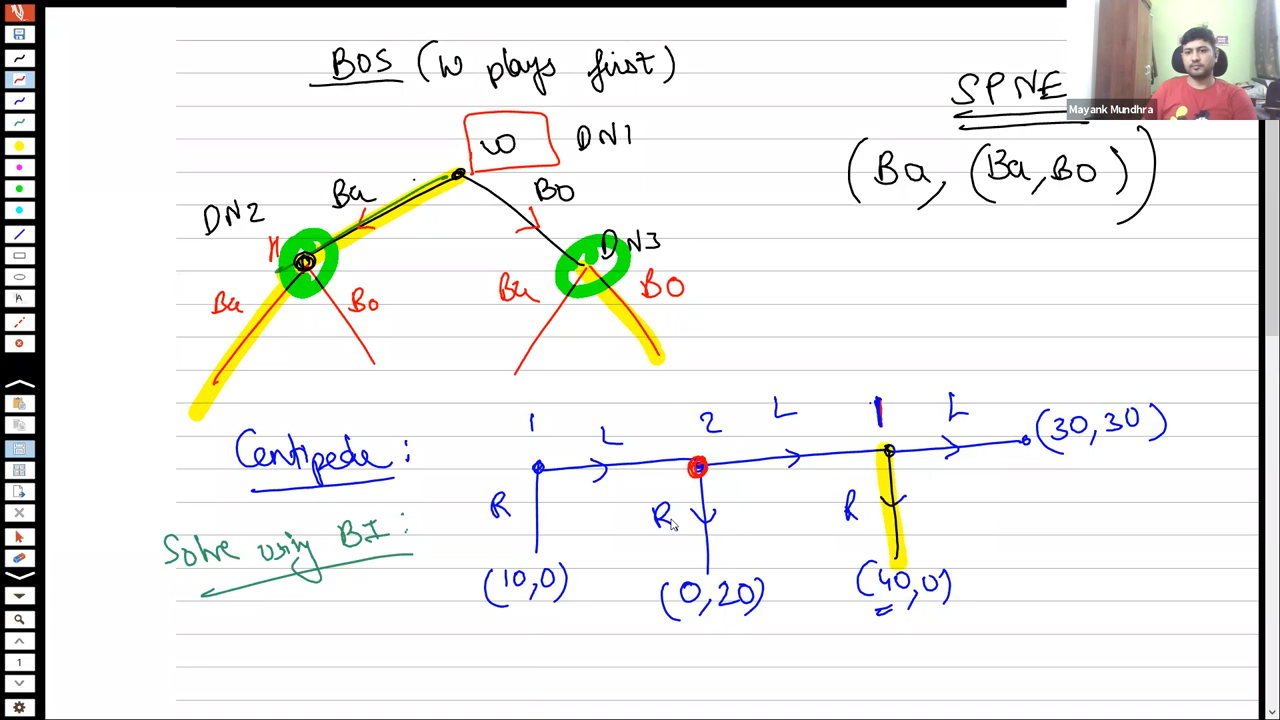 BOS (W plays first)
SPNE
Mayank Mundhra
W DN1
(Ba, (Ba, BO))
Ba BO
DN2
DN3
H
Ba Bo Ba BO
1 L 2 L 1 L (30,30)
Centipede:
R R R
Solve using BI:
(10,0) (0,20) (40,0)
1